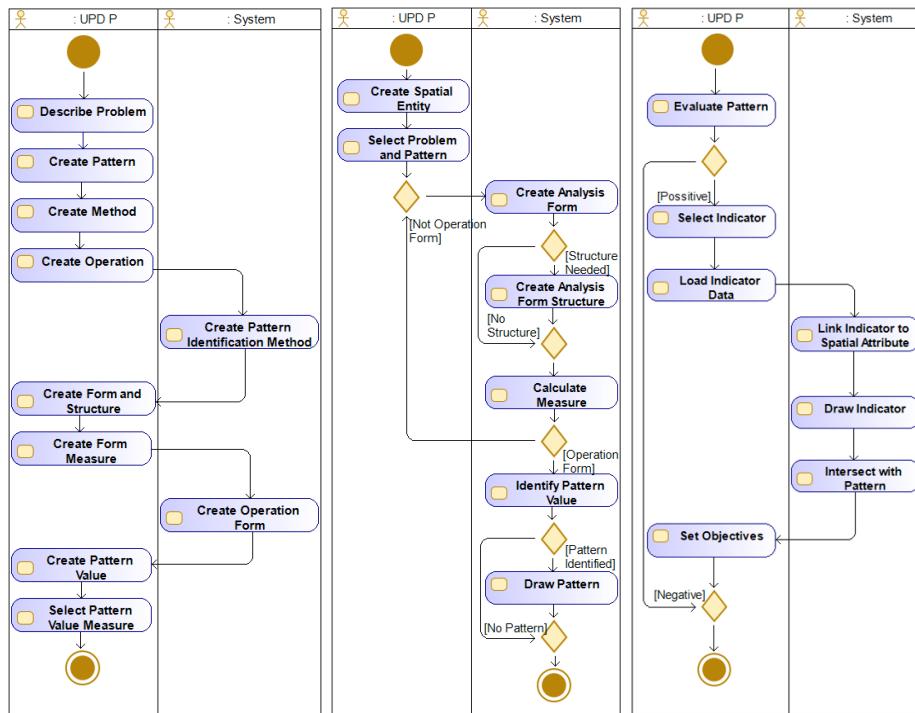 : UPD P
: System
Describe Problem
Create Pattern
Create Method
Create Operation
Create Pattern
Identification Method
Create Form and
Structure
Create Form
Measure
Create Operation
Form
Create Pattern
Value
Select Pattern
Value Measure
: UPD P
: System
Create Spatial
Entity
Select Problem
and Pattern
[Not Operation
Form]
Create Analysis
Form
[Structure
Needed]
Create Analysis
Form Structure
[No
Structure]
Calculate
Measure
[Operation
Form]
Identify Pattern
Value
[Pattern
Identified]
Draw Pattern
[No Pattern]
: UPD P
: System
Evaluate Pattern
[Possitive]
Select Indicator
Load Indicator
Data
Link Indicator to
Spatial Attribute
Draw Indicator
Intersect with
Pattern
Set Objectives
[Negative]